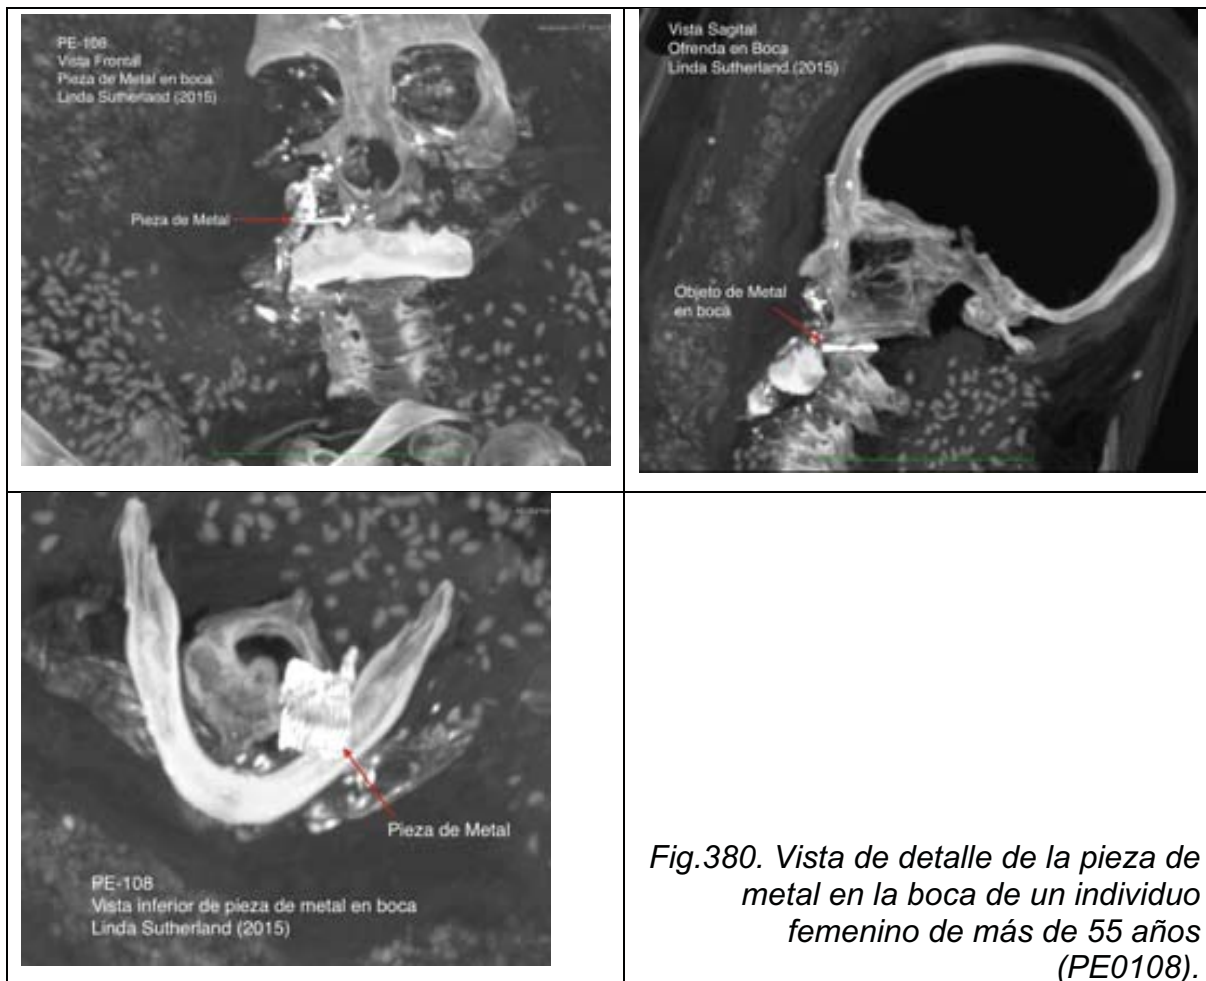 PE-108
Vista Frontal
Pieza de Metal en boca
Linda Sutherland (2015)
Pieza de Metal
Vista Sagital
Ofrenda en Boca
Linda Sutherland (2015)
Objeto de Metal
en boca
Pieza de Metal
PE-108
Vista inferior de pieza de metal en boca
Linda Sutherland (2015)
Fig.380. Vista de detalle de la pieza de
metal en la boca de un individuo
femenino de más de 55 años
(PE0108).